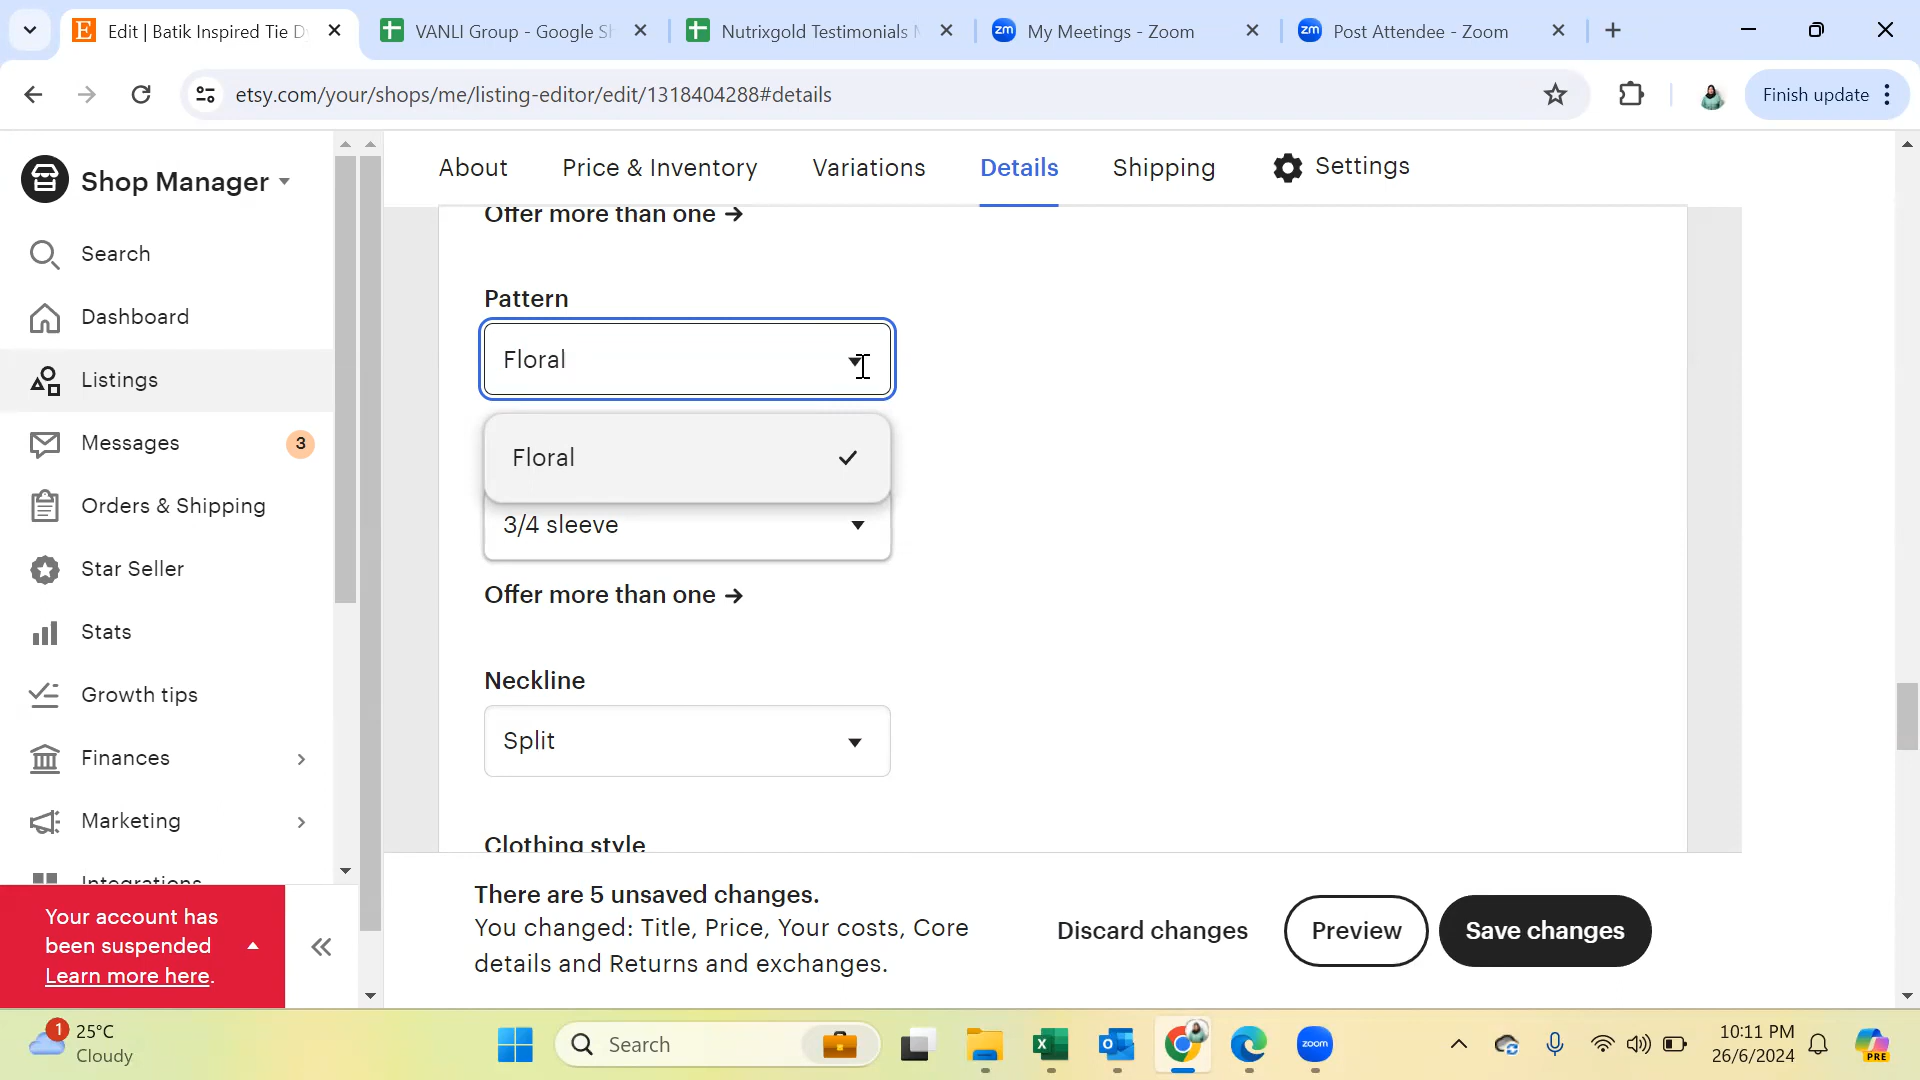 Edit | Batik Inspired Tie D
VANLI Group - Google Sh
Nutrixgold Testimonials
My Meetings - Zoom
Post Attendee - Zoom
etsy.com/your/shops/me/listing-editor/edit/1318404288#details
Finish update
Shop Manager
Search
Dashboard
Listings
Messages
3
Orders & Shipping
Star Seller
Stats
Growth tips
Finances
Marketing
Integrations
Your account has
been suspended
Learn more here.
About
Price & Inventory
Variations
Details
Shipping
Settings
Offer more than one →
Pattern
Floral
Floral
3/4 sleeve
Offer more than one →
Neckline
Split
Clothing style
There are 5 unsaved changes.
You changed: Title, Price, Your costs, Core
details and Returns and exchanges.
Discard changes
Preview
Save changes
1
25°C
Cloudy
Search
zoom
10:11 PM
26/6/2024
PRE